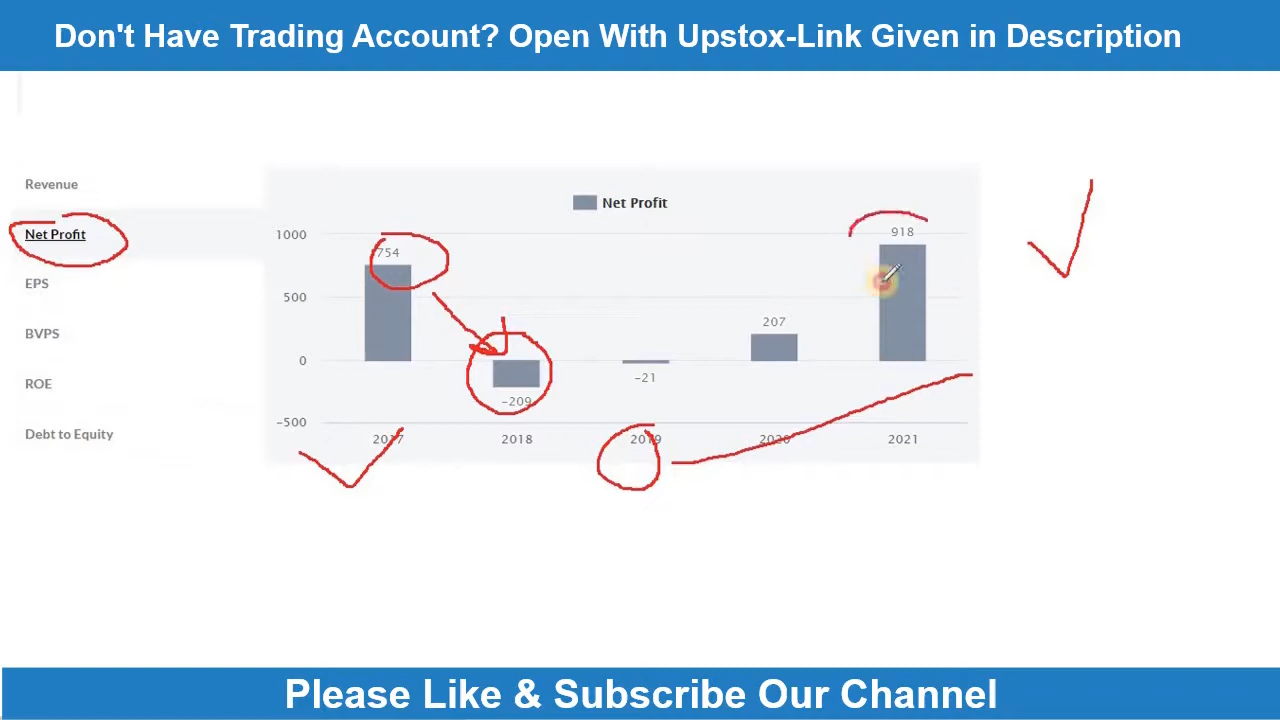 Don't Have Trading Account? Open With Upstox-Link Given in Description
Revenue
Net Profit
EPS
BVPS
ROE
Debt to Equity
Net Profit
1000
500
0
-500
754
-209
-21
207
918
2017
2018
2019
2020
2021
Please Like & Subscribe Our Channel